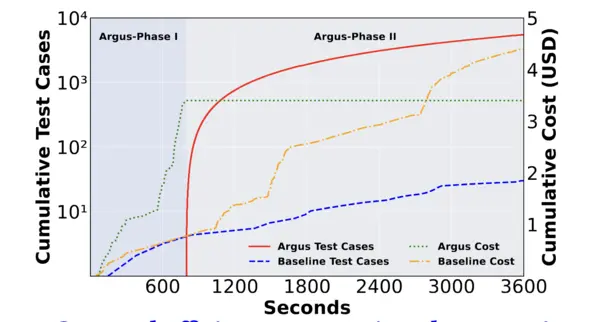 10⁴
10³
10²
10¹
Cumulative Test Cases
Argus-Phase I
Argus-Phase II
5
4
3
2
1
Cumulative Cost (USD)
Argus Test Cases
Baseline Test Cases
Argus Cost
Baseline Cost
600 1200 1800 2400 3000 3600
Seconds